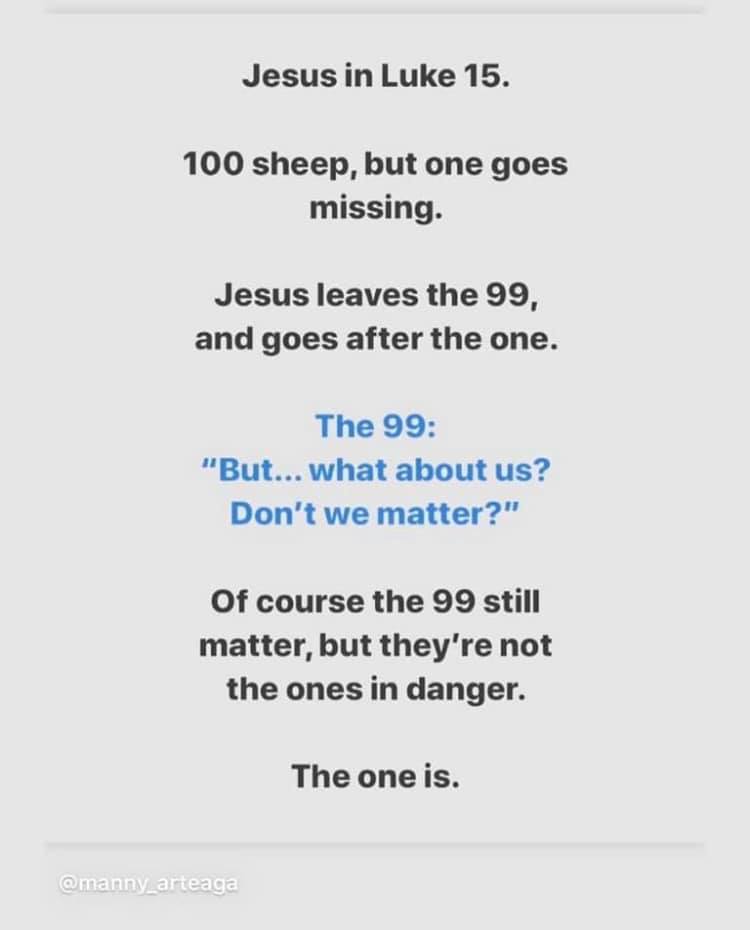 Jesus in Luke 15.
100 sheep, but one goes
missing.
Jesus leaves the 99,
and goes after the one.
The 99:
“But... what about us?
Don’t we matter?”
Of course the 99 still
matter, but they’re not
the ones in danger.
The one is.
@manny_arteaga